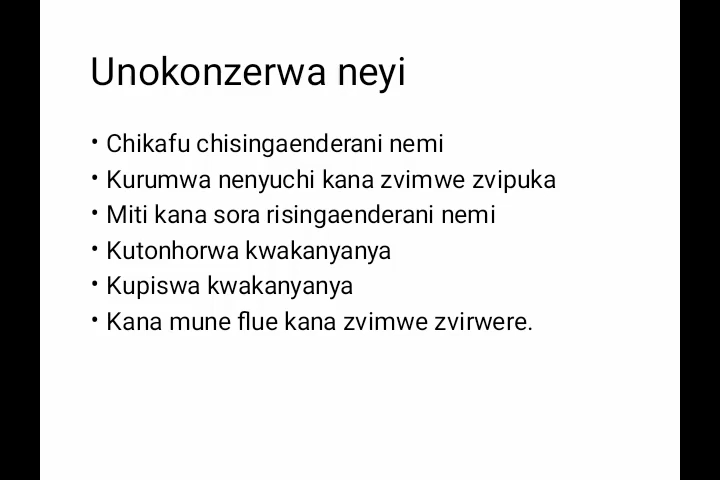 Unokonzerwa neyi
• Chikafu chisingaenderani nemi
• Kurumwa nenyuchi kana zvimwe zvipuka
• Miti kana sora risingaenderani nemi
• Kutonhorwa kwakanyanya
• Kupiswa kwakanyanya
• Kana mune flue kana zvimwe zvirwere.